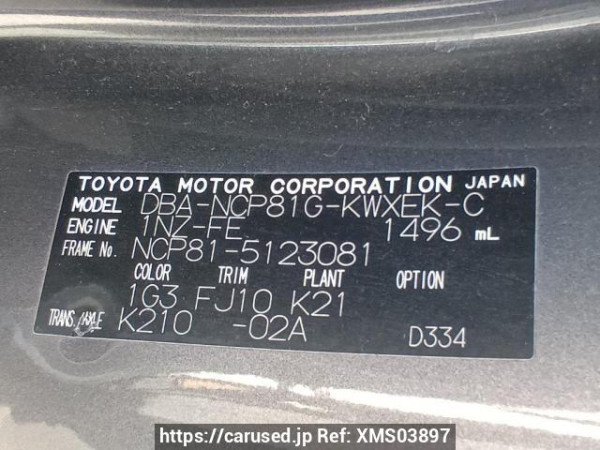 TOYOTA MOTOR CORPORATION JAPAN
MODEL DBA-NCP81G-KWXEK-C
ENGINE 1NZ-FE 1496 mL
FRAME No. NCP81-5123081
COLOR TRIM PLANT OPTION
1G3 FJ10 K21
TRANS./AXLE K210 -02A D334
https://carused.jp Ref: XMS03897